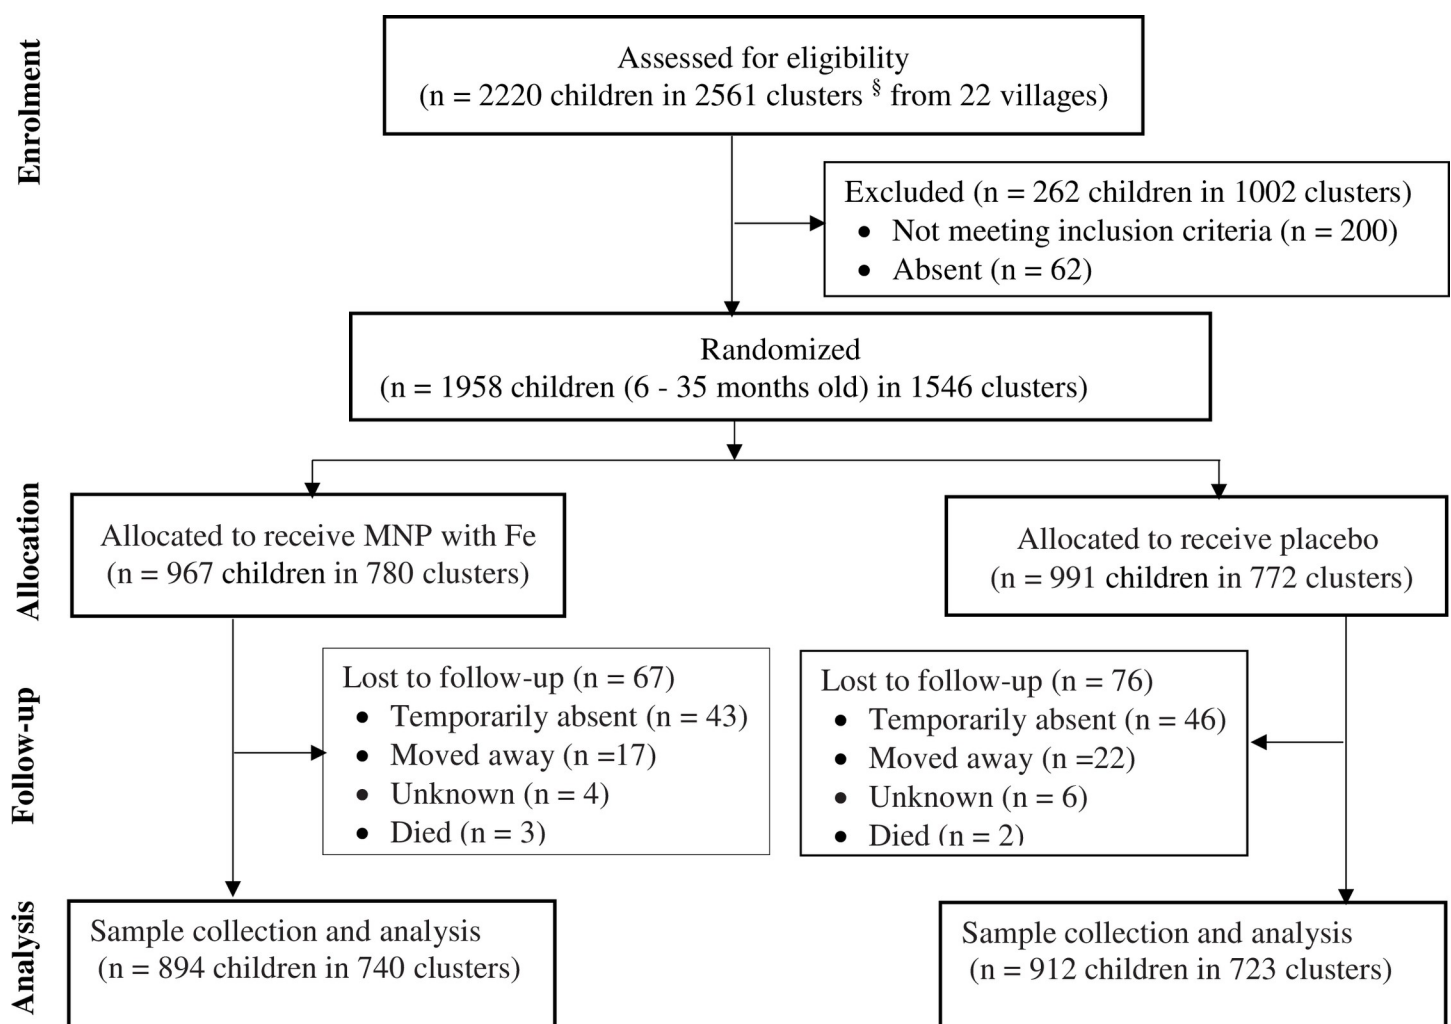 Enrolment
Assessed for eligibility
(n = 2220 children in 2561 clusters § from 22 villages)
Excluded (n = 262 children in 1002 clusters)
• Not meeting inclusion criteria (n = 200)
• Absent (n = 62)
Randomized
(n = 1958 children (6 - 35 months old) in 1546 clusters)
Allocation
Allocated to receive MNP with Fe
(n = 967 children in 780 clusters)
Allocated to receive placebo
(n = 991 children in 772 clusters)
Follow-up
Lost to follow-up (n = 67)
• Temporarily absent (n = 43)
• Moved away (n =17)
• Unknown (n = 4)
• Died (n = 3)
Lost to follow-up (n = 76)
• Temporarily absent (n = 46)
• Moved away (n =22)
• Unknown (n = 6)
• Died (n = 2)
Analysis
Sample collection and analysis
(n = 894 children in 740 clusters)
Sample collection and analysis
(n = 912 children in 723 clusters)